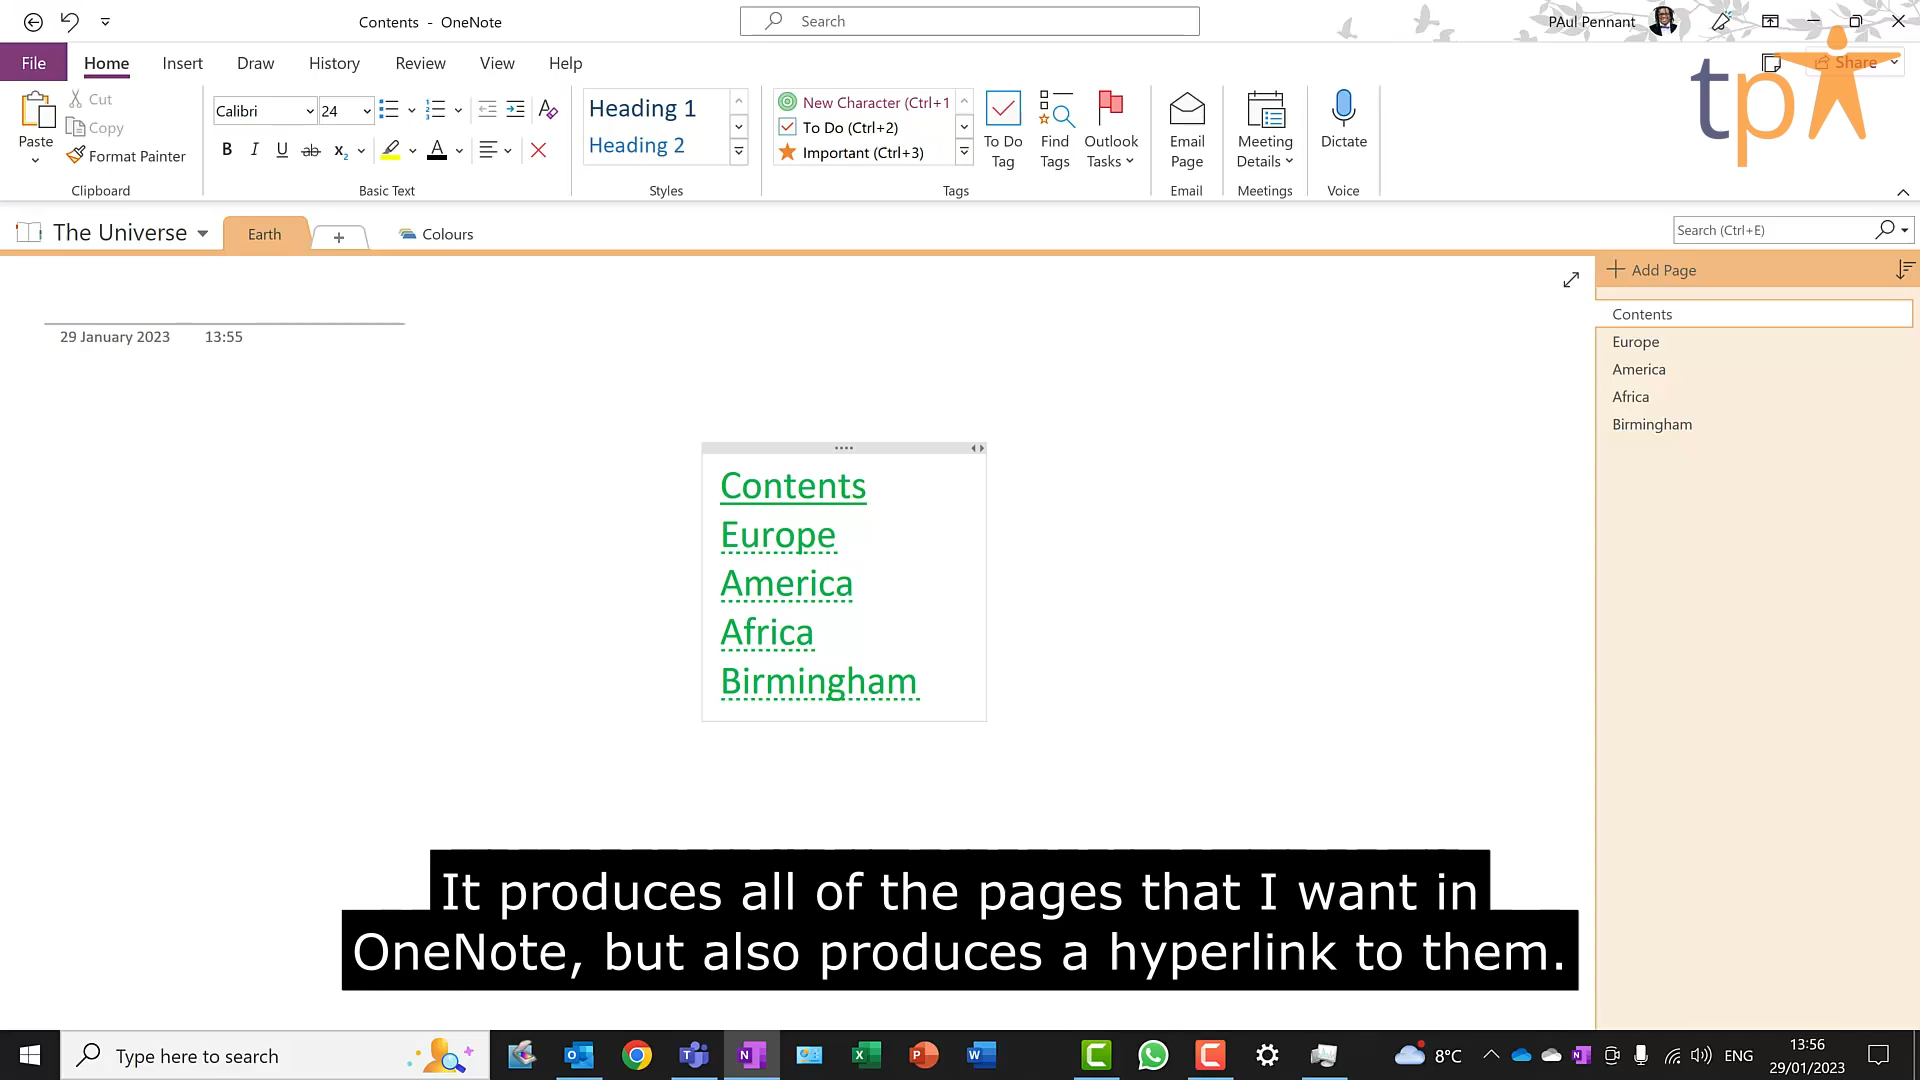 Contents - OneNote
Search
PAul Pennant
File Home Insert Draw History Review View Help
Share
tp
Paste
Cut
Copy
Format Painter
Clipboard
Calibri 24
B I U ab x2 A
Basic Text
Heading 1
Heading 2
Styles
New Character (Ctrl+1
To Do (Ctrl+2)
Important (Ctrl+3)
To Do Tag
Find Tags
Outlook Tasks
Tags
Email Page
Email
Meeting Details
Meetings
Dictate
Voice
The Universe Earth Colours
Search (Ctrl+E)
Add Page
Contents
Europe
America
Africa
Birmingham
29 January 2023 13:55
Contents
Europe
America
Africa
Birmingham
It produces all of the pages that I want in
OneNote, but also produces a hyperlink to them.
Type here to search
8°C
ENG
13:56
29/01/2023